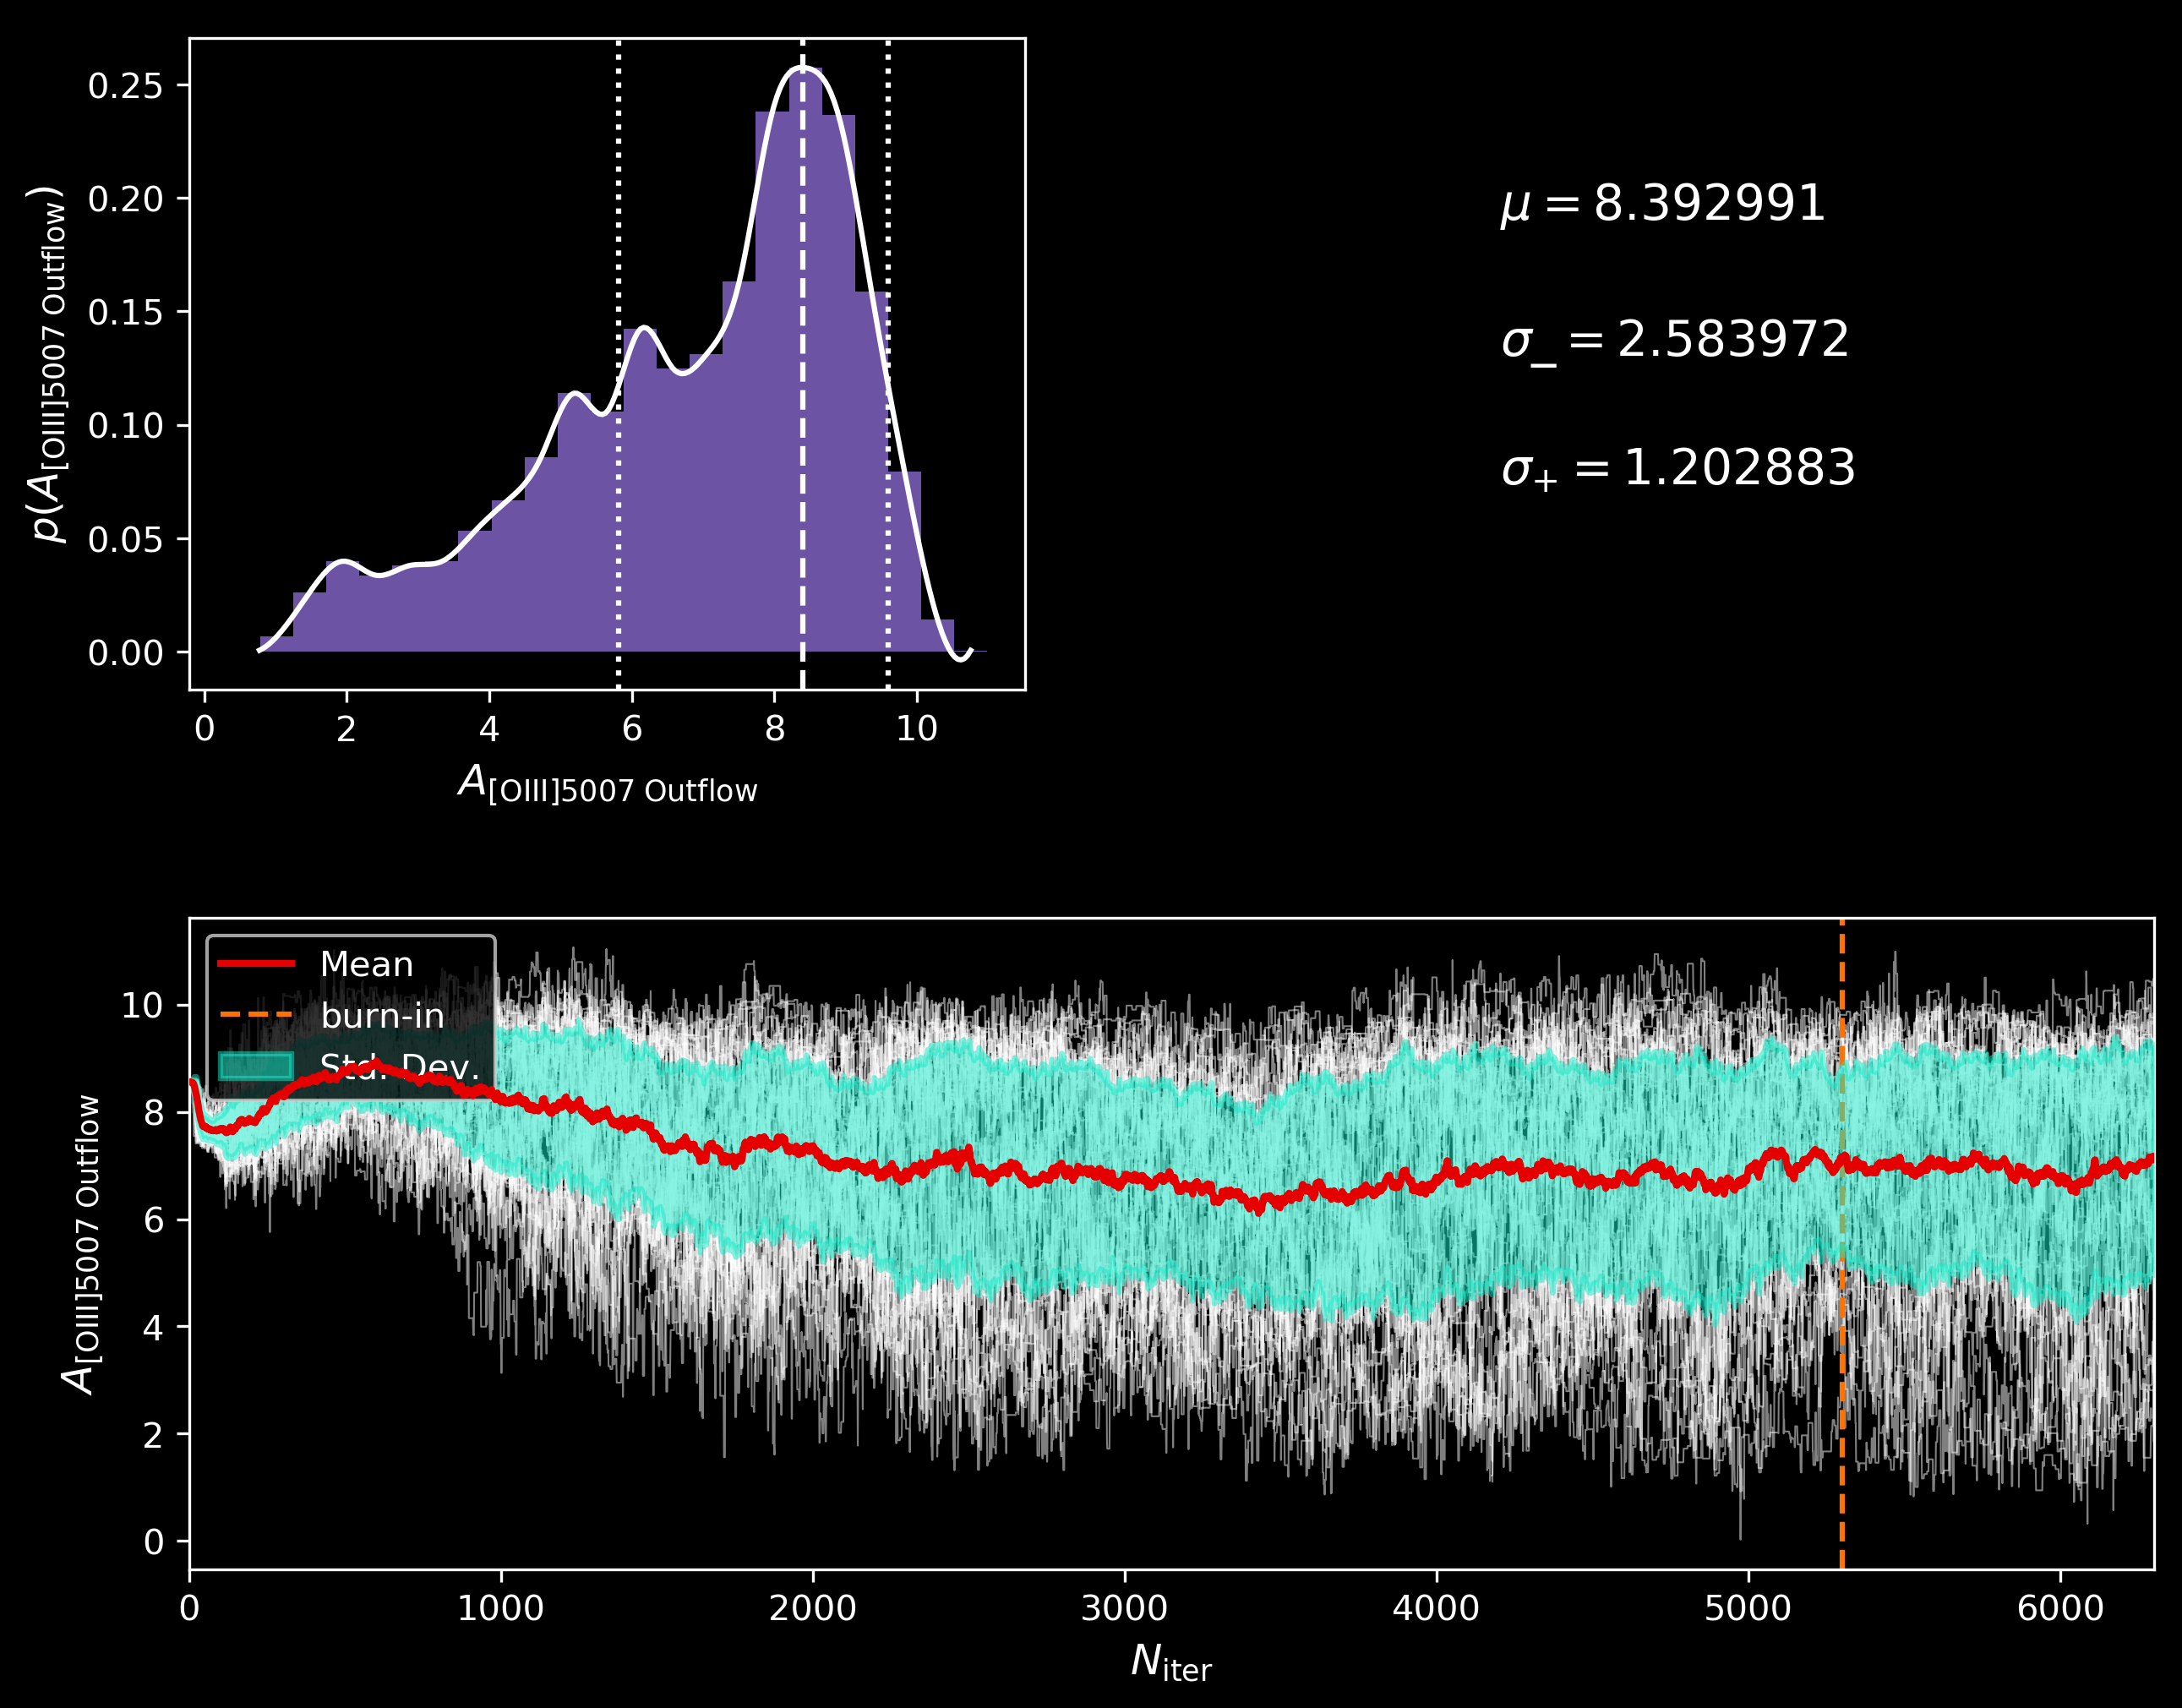 0.25
0.20
0.15
0.10
0.05
0.00
p(A[OIII]5007 Outflow)
0 2 4 6 8 10
A[OIII]5007 Outflow
μ = 8.392991
σ− = 2.583972
σ+ = 1.202883
Mean
burn-in
Std. Dev.
10
8
6
4
2
0
A[OIII]5007 Outflow
0 1000 2000 3000 4000 5000 6000
Niter